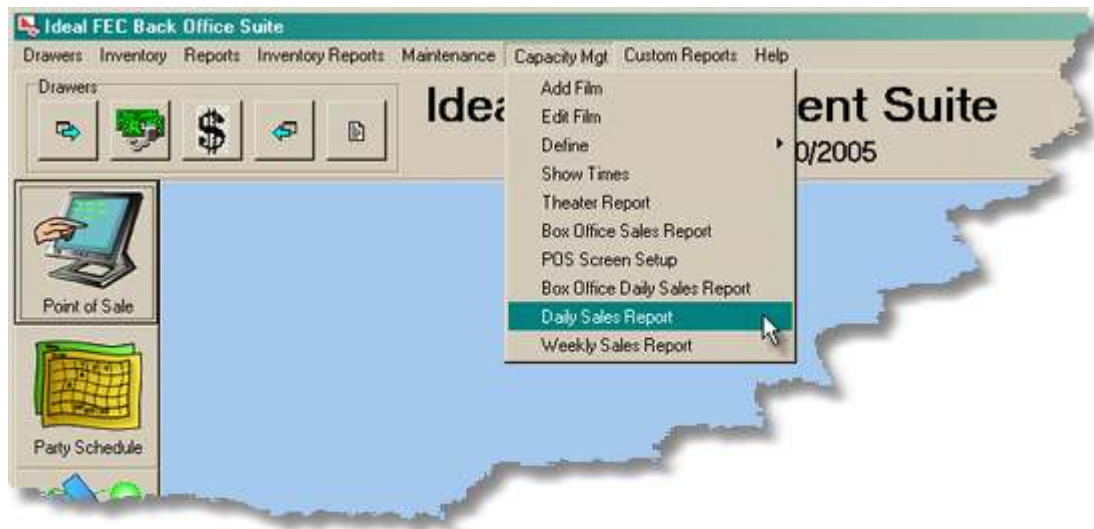 Ideal FEC Back Office Suite
Drawers Inventory Reports Inventory Reports Maintenance Capacity Mgt Custom Reports Help
Drawers
Add Film
Edit Film
Define
Show Times
Theater Report
Box Office Sales Report
POS Screen Setup
Box Office Daily Sales Report
Daily Sales Report
Weekly Sales Report
ent Suite
0/2005
Point of Sale
Party Schedule